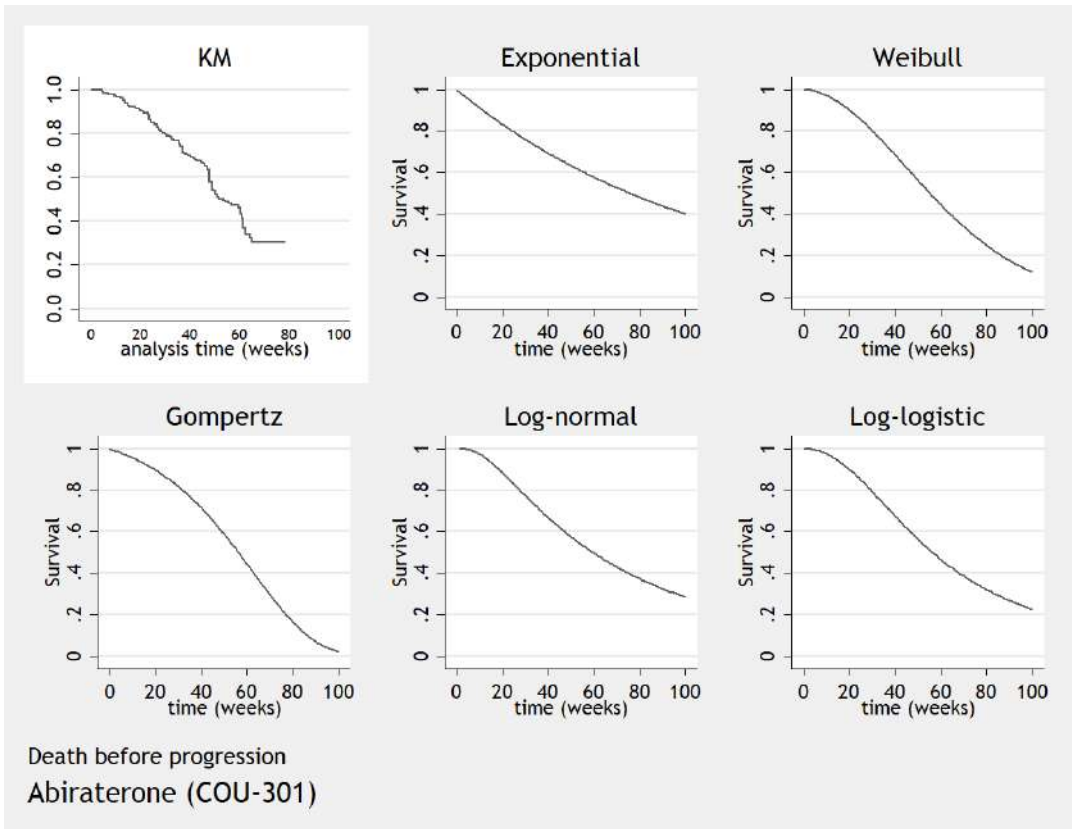 KM
1.0
0.8
0.6
0.4
0.2
0.0
0 20 40 60 80 100
analysis time (weeks)
Exponential
Survival
1
.8
.6
.4
.2
0
0 20 40 60 80 100
time (weeks)
Weibull
Survival
1
.8
.6
.4
.2
0
0 20 40 60 80 100
time (weeks)
Gompertz
Survival
1
.8
.6
.4
.2
0
0 20 40 60 80 100
time (weeks)
Log-normal
Survival
1
.8
.6
.4
.2
0
0 20 40 60 80 100
time (weeks)
Log-logistic
Survival
1
.8
.6
.4
.2
0
0 20 40 60 80 100
time (weeks)
Death before progression
Abiraterone (COU-301)